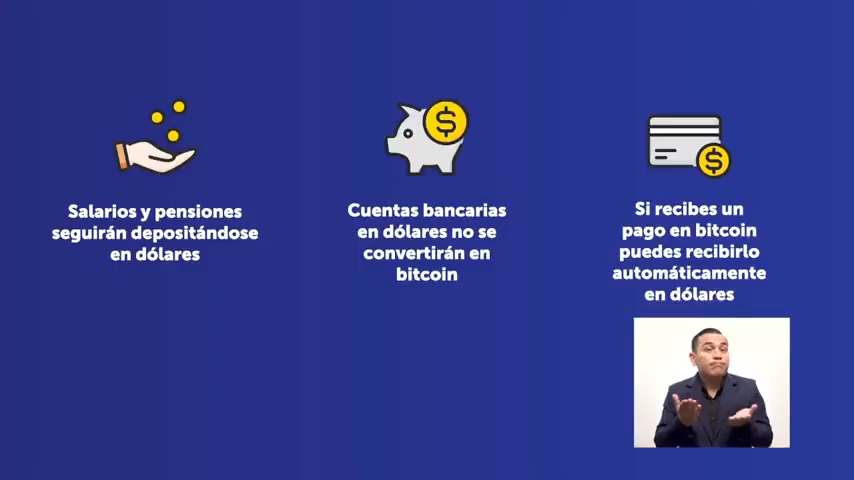 Salarios y pensiones
seguirán depositándose
en dólares
Cuentas bancarias
en dólares no se
convertirán en
bitcoin
Si recibes un
pago en bitcoin
puedes recibirlo
automáticamente
en dólares